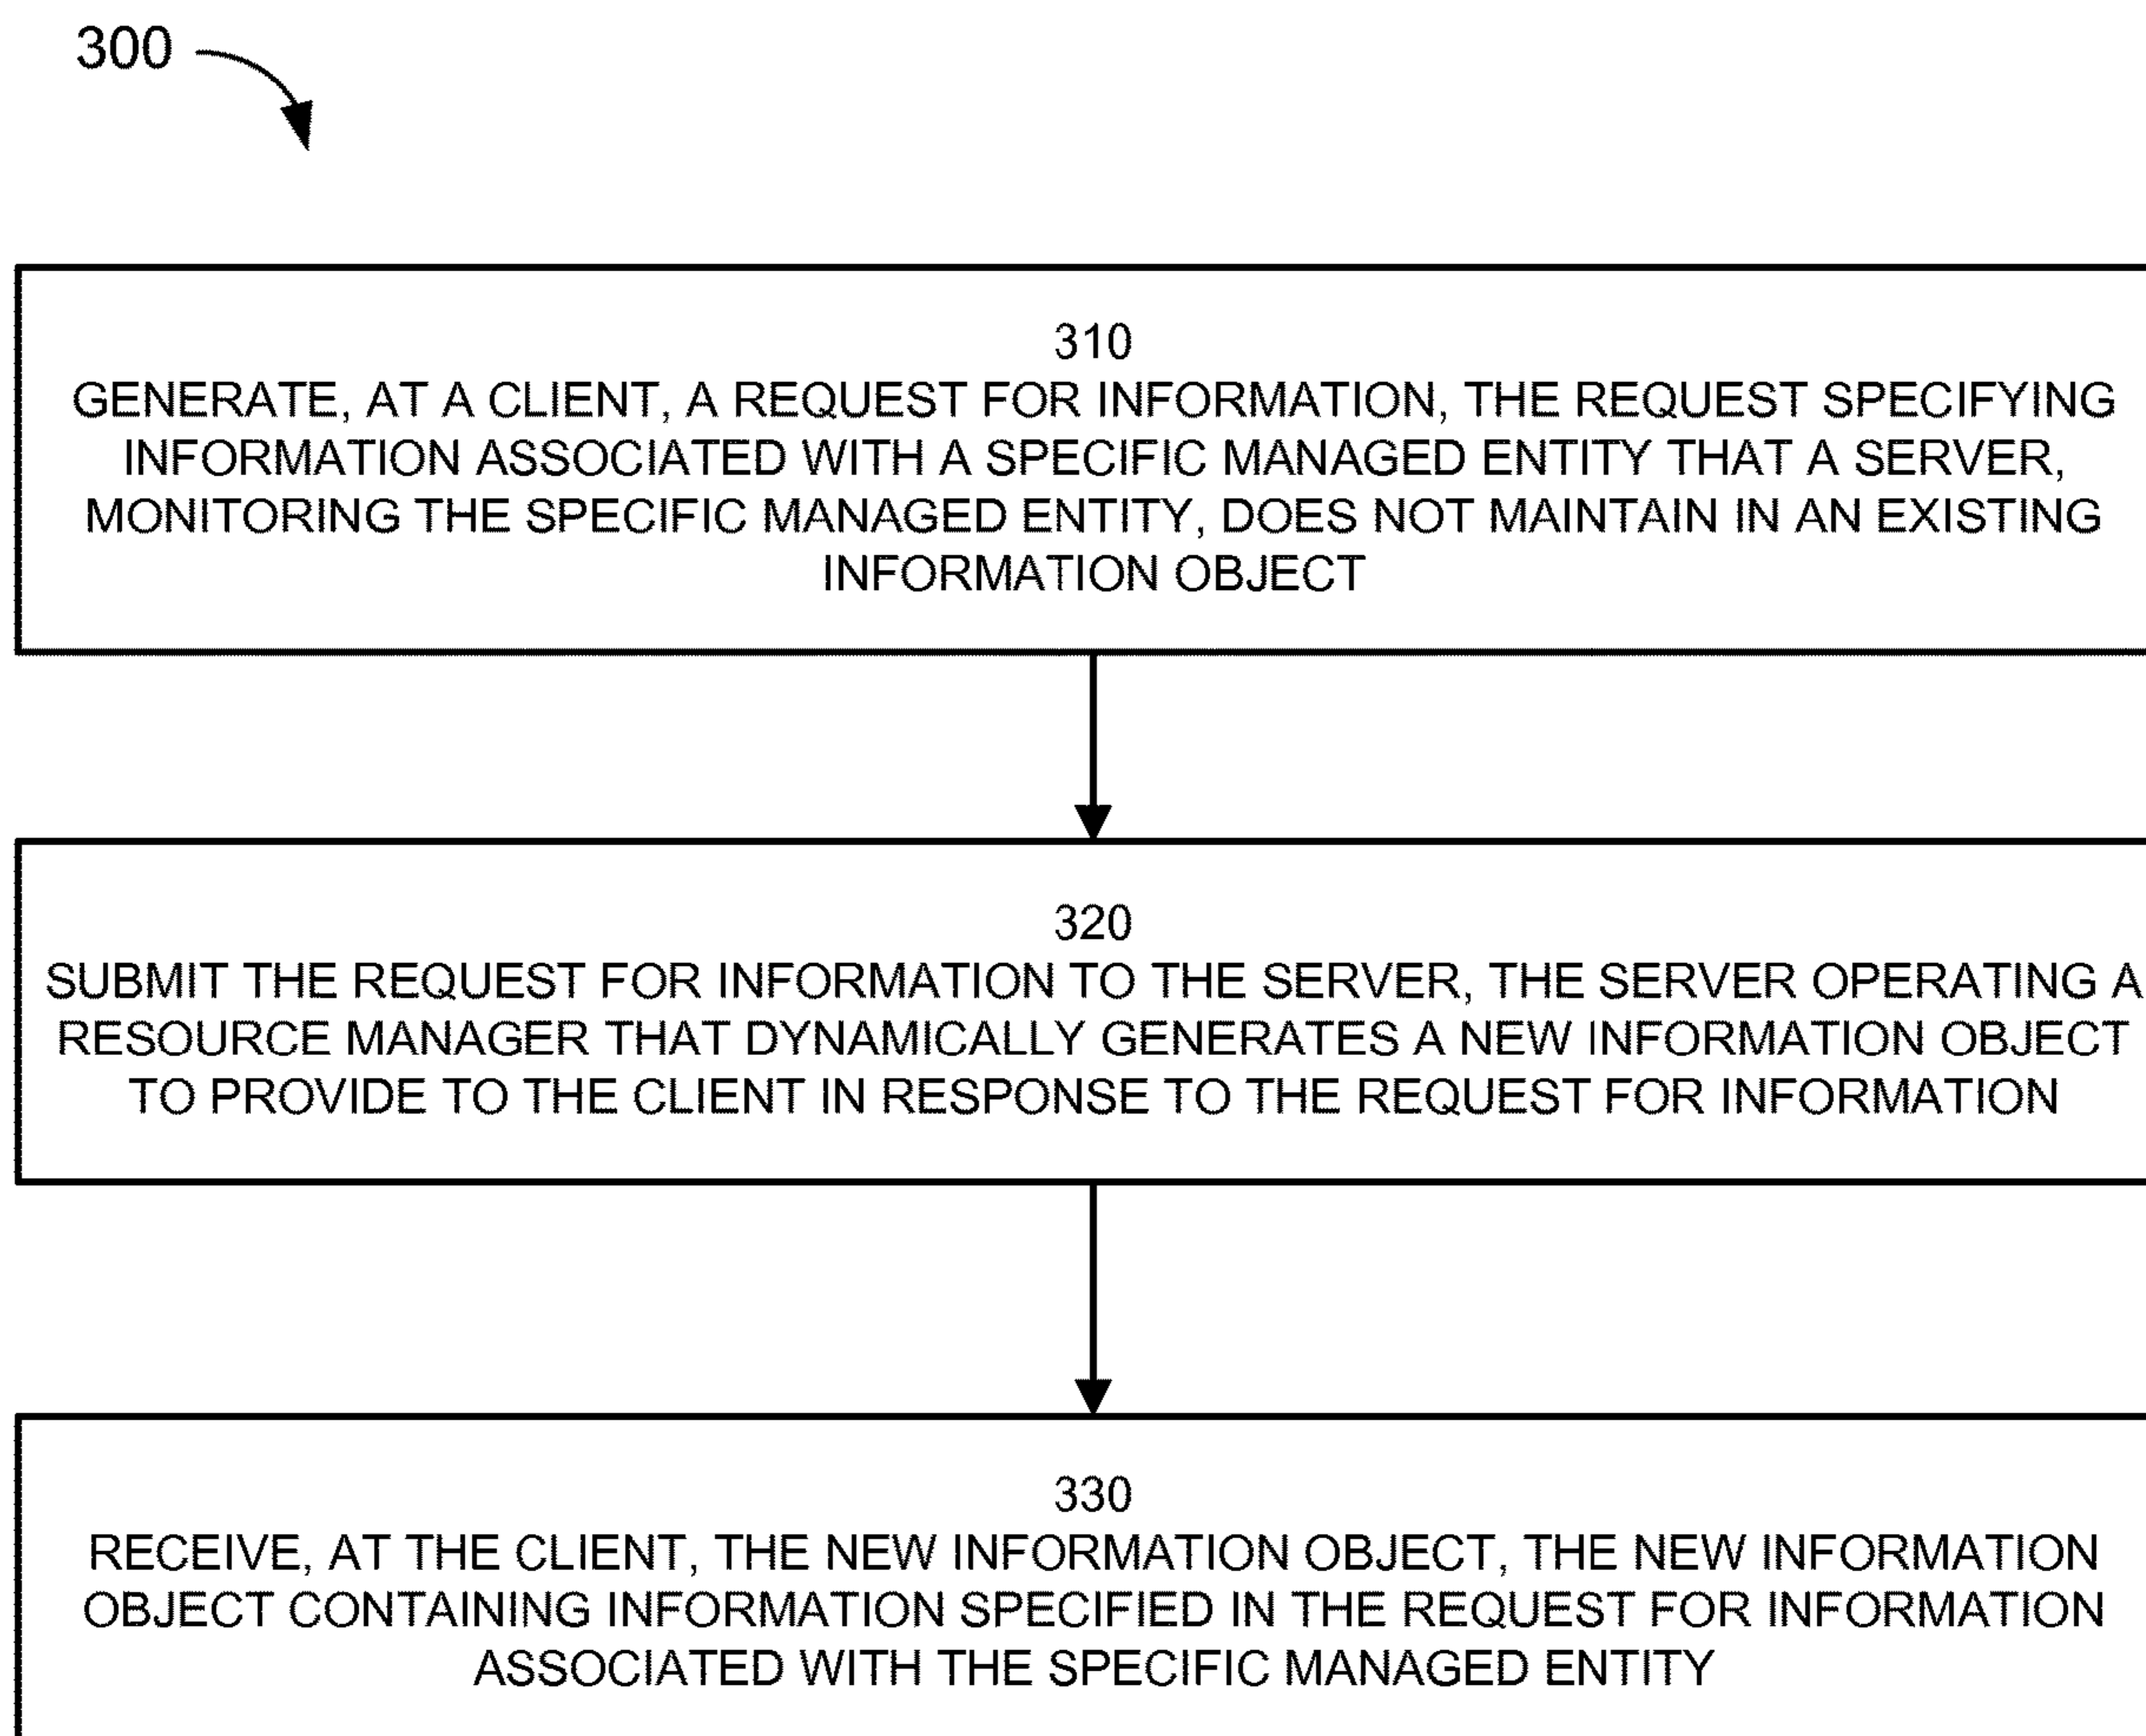 300
310
GENERATE, AT A CLIENT, A REQUEST FOR INFORMATION, THE REQUEST SPECIFYING
INFORMATION ASSOCIATED WITH A SPECIFIC MANAGED ENTITY THAT A SERVER,
MONITORING THE SPECIFIC MANAGED ENTITY, DOES NOT MAINTAIN IN AN EXISTING
INFORMATION OBJECT
320
SUBMIT THE REQUEST FOR INFORMATION TO THE SERVER, THE SERVER OPERATING A
RESOURCE MANAGER THAT DYNAMICALLY GENERATES A NEW INFORMATION OBJECT
TO PROVIDE TO THE CLIENT IN RESPONSE TO THE REQUEST FOR INFORMATION
330
RECEIVE, AT THE CLIENT, THE NEW INFORMATION OBJECT, THE NEW INFORMATION
OBJECT CONTAINING INFORMATION SPECIFIED IN THE REQUEST FOR INFORMATION
ASSOCIATED WITH THE SPECIFIC MANAGED ENTITY